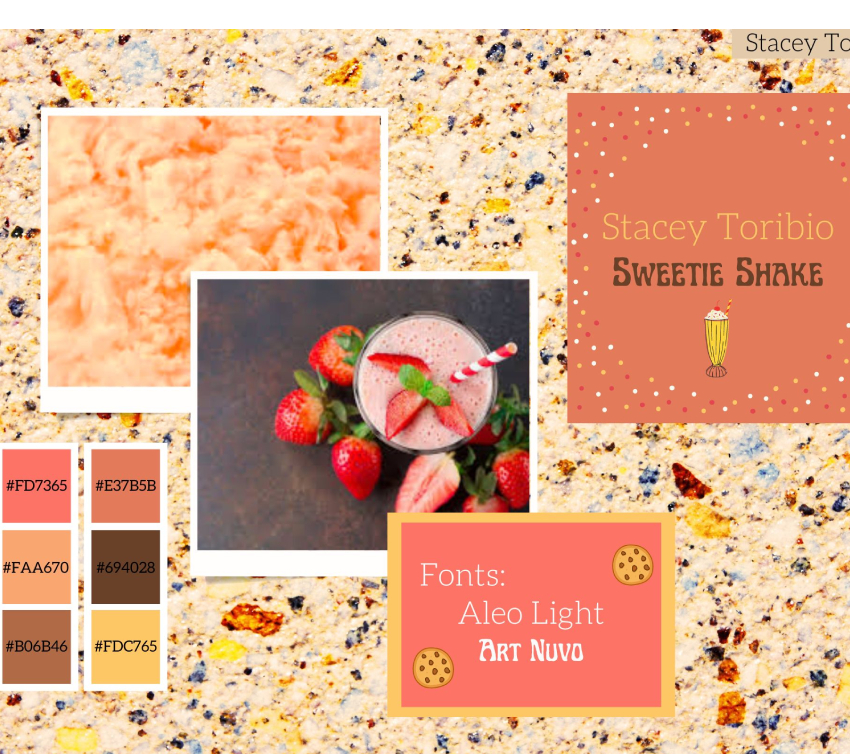 Stacey To
Stacey Toribio
Sweetie Shake
#FD7365
#E37B5B
#FAA670
#694028
#B06B46
#FDC765
Fonts:
Aleo Light
Art Nuvo